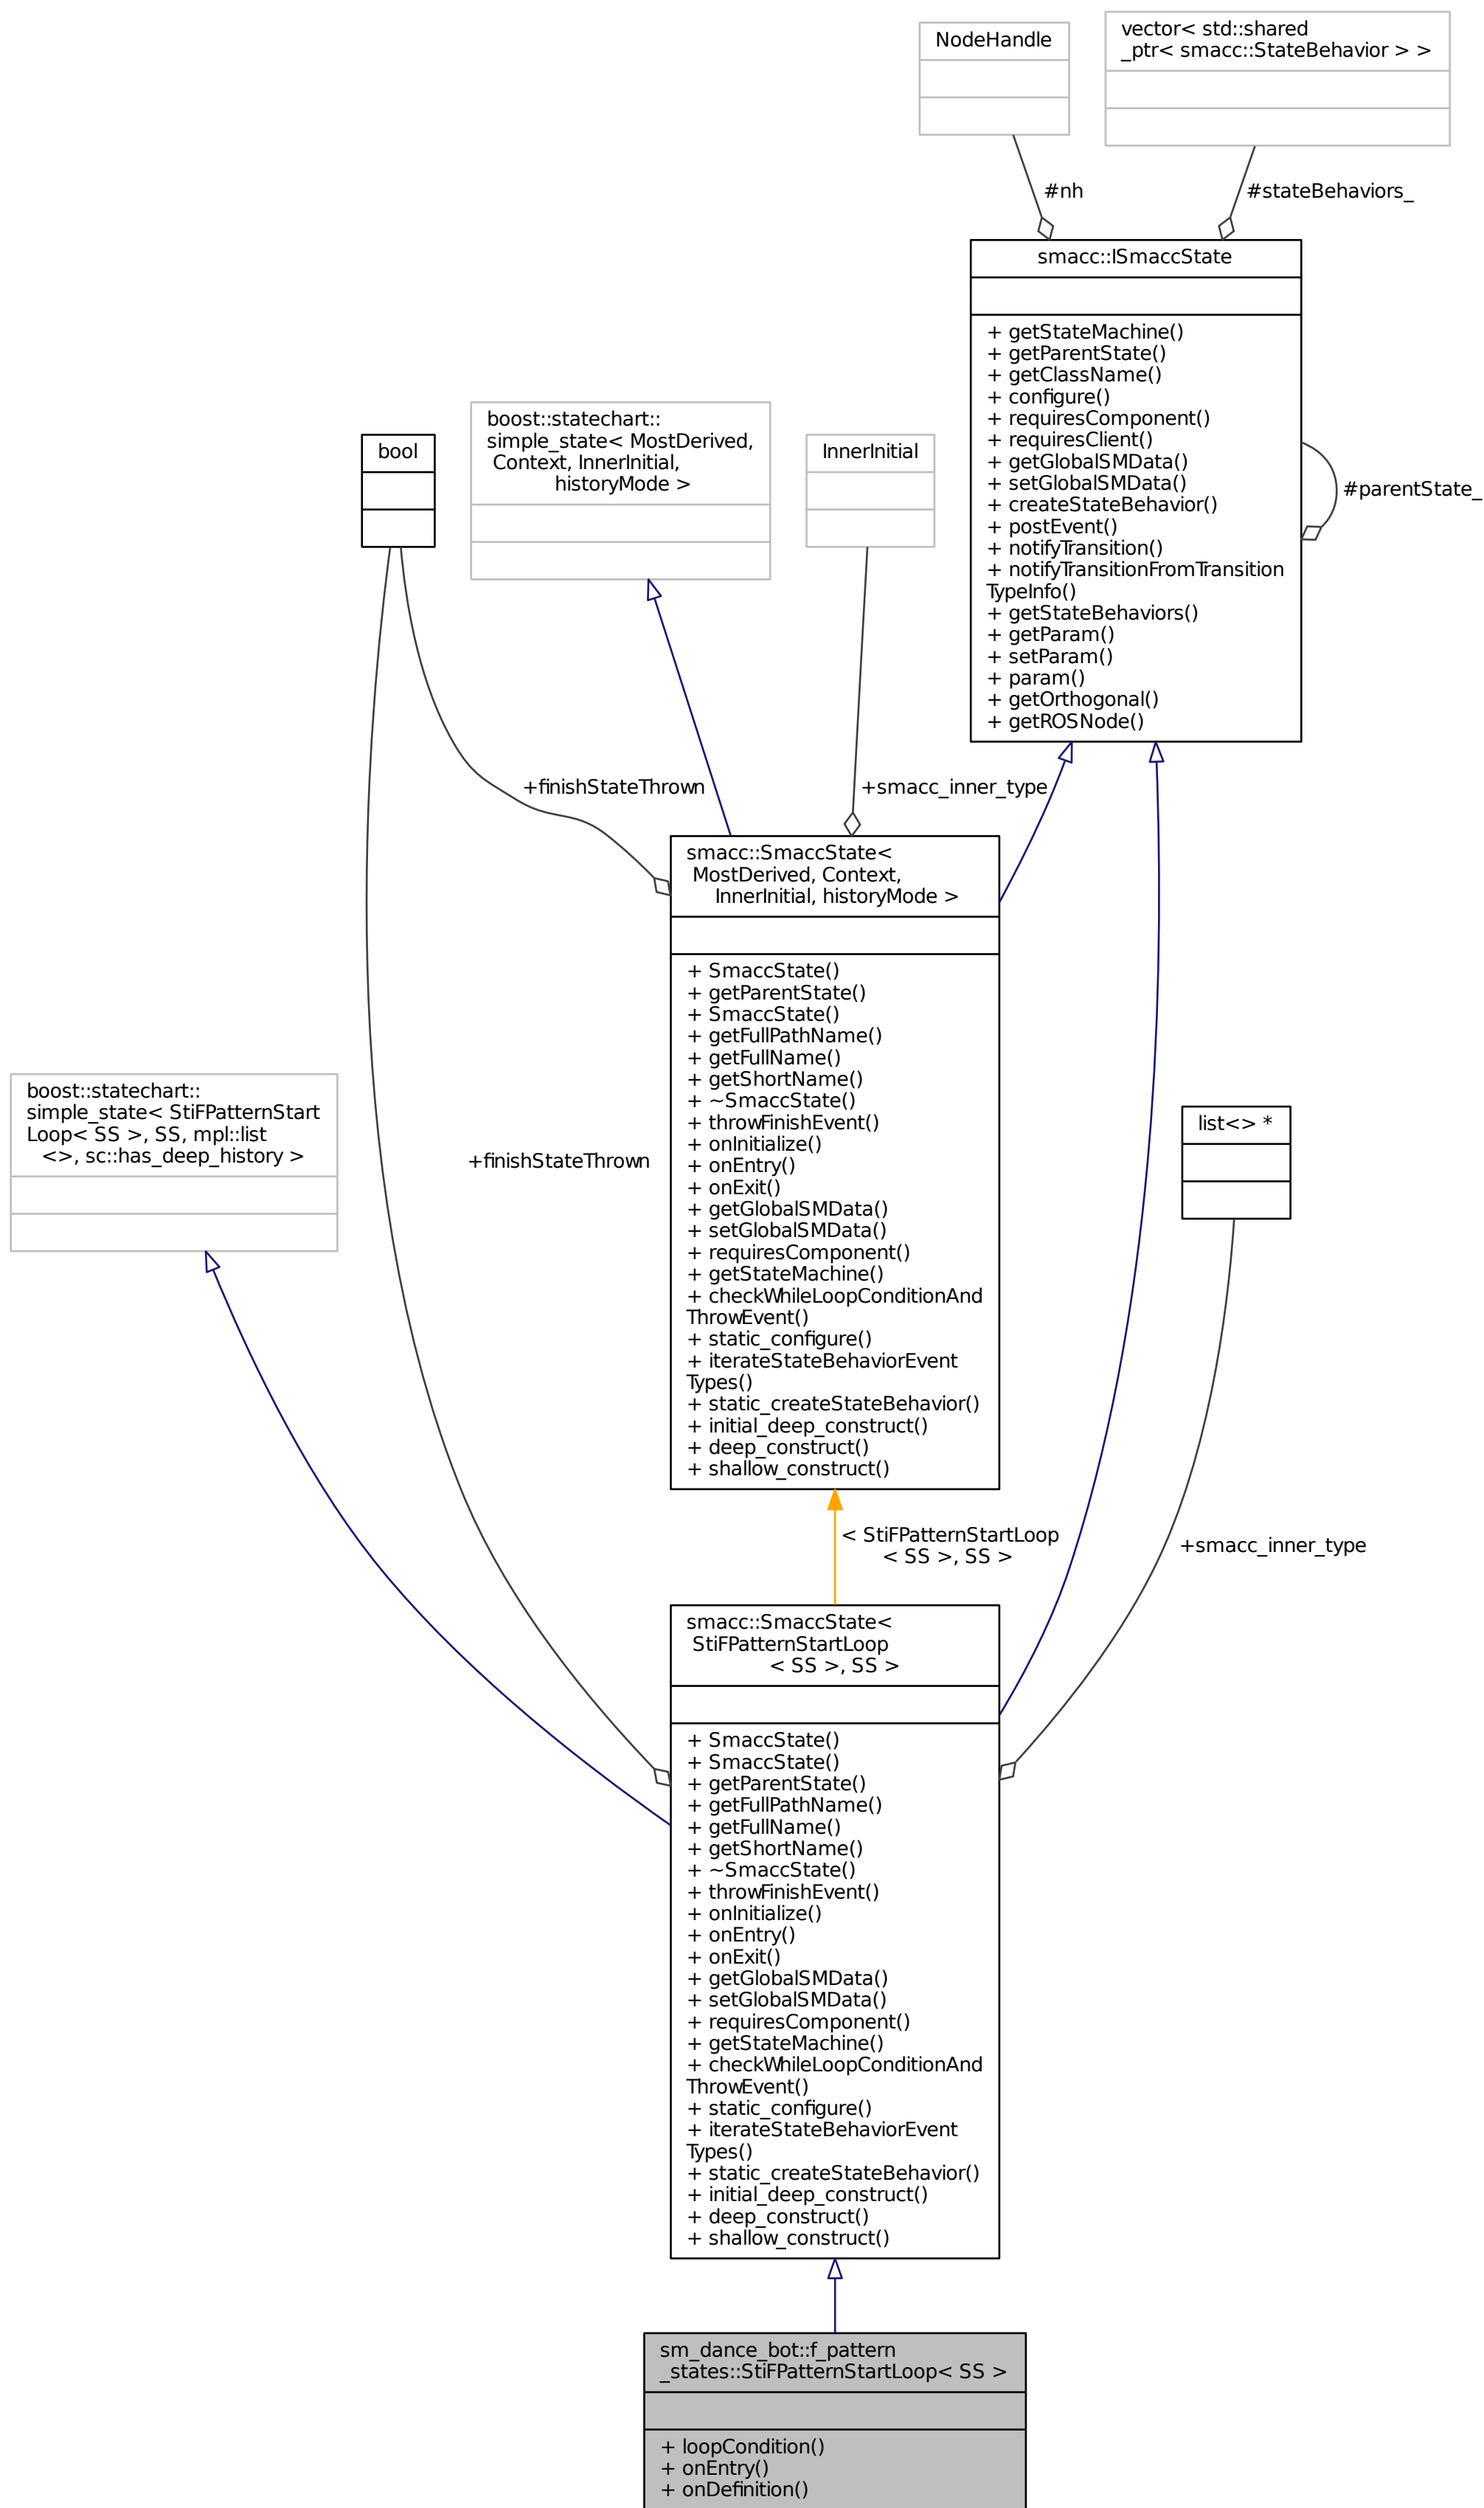 NodeHandle
vector< std::shared
_ptr< smacc::StateBehavior > >
#nh
#stateBehaviors_
smacc::ISmaccState
+ getStateMachine()
+ getParentState()
+ getClassName()
+ configure()
+ requiresComponent()
+ requiresClient()
+ getGlobalSMData()
+ setGlobalSMData()
+ createStateBehavior()
+ postEvent()
+ notifyTransition()
+ notifyTransitionFromTransition
TypeInfo()
+ getStateBehaviors()
+ getParam()
+ setParam()
+ param()
+ getOrthogonal()
+ getROSNode()
#parentState_
bool
boost::statechart::
simple_state< MostDerived,
Context, InnerInitial,
historyMode >
InnerInitial
+finishStateThrown
+smacc_inner_type
smacc::SmaccState<
MostDerived, Context,
InnerInitial, historyMode >
+ SmaccState()
+ getParentState()
+ SmaccState()
+ getFullPathName()
+ getFullName()
+ getShortName()
+ ~SmaccState()
+ throwFinishEvent()
+ onInitialize()
+ onEntry()
+ onExit()
+ getGlobalSMData()
+ setGlobalSMData()
+ requiresComponent()
+ getStateMachine()
+ checkWhileLoopConditionAnd
ThrowEvent()
+ static_configure()
+ iterateStateBehaviorEvent
Types()
+ static_createStateBehavior()
+ initial_deep_construct()
+ deep_construct()
+ shallow_construct()
boost::statechart::
simple_state< StiFPatternStart
Loop< SS >, SS, mpl::list
<>, sc::has_deep_history >
+finishStateThrown
list<> *
< StiFPatternStartLoop
< SS >, SS >
+smacc_inner_type
smacc::SmaccState<
StiFPatternStartLoop
< SS >, SS >
+ SmaccState()
+ SmaccState()
+ getParentState()
+ getFullPathName()
+ getFullName()
+ getShortName()
+ ~SmaccState()
+ throwFinishEvent()
+ onInitialize()
+ onEntry()
+ onExit()
+ getGlobalSMData()
+ setGlobalSMData()
+ requiresComponent()
+ getStateMachine()
+ checkWhileLoopConditionAnd
ThrowEvent()
+ static_configure()
+ iterateStateBehaviorEvent
Types()
+ static_createStateBehavior()
+ initial_deep_construct()
+ deep_construct()
+ shallow_construct()
sm_dance_bot::f_pattern
_states::StiFPatternStartLoop< SS >
+ loopCondition()
+ onEntry()
+ onDefinition()